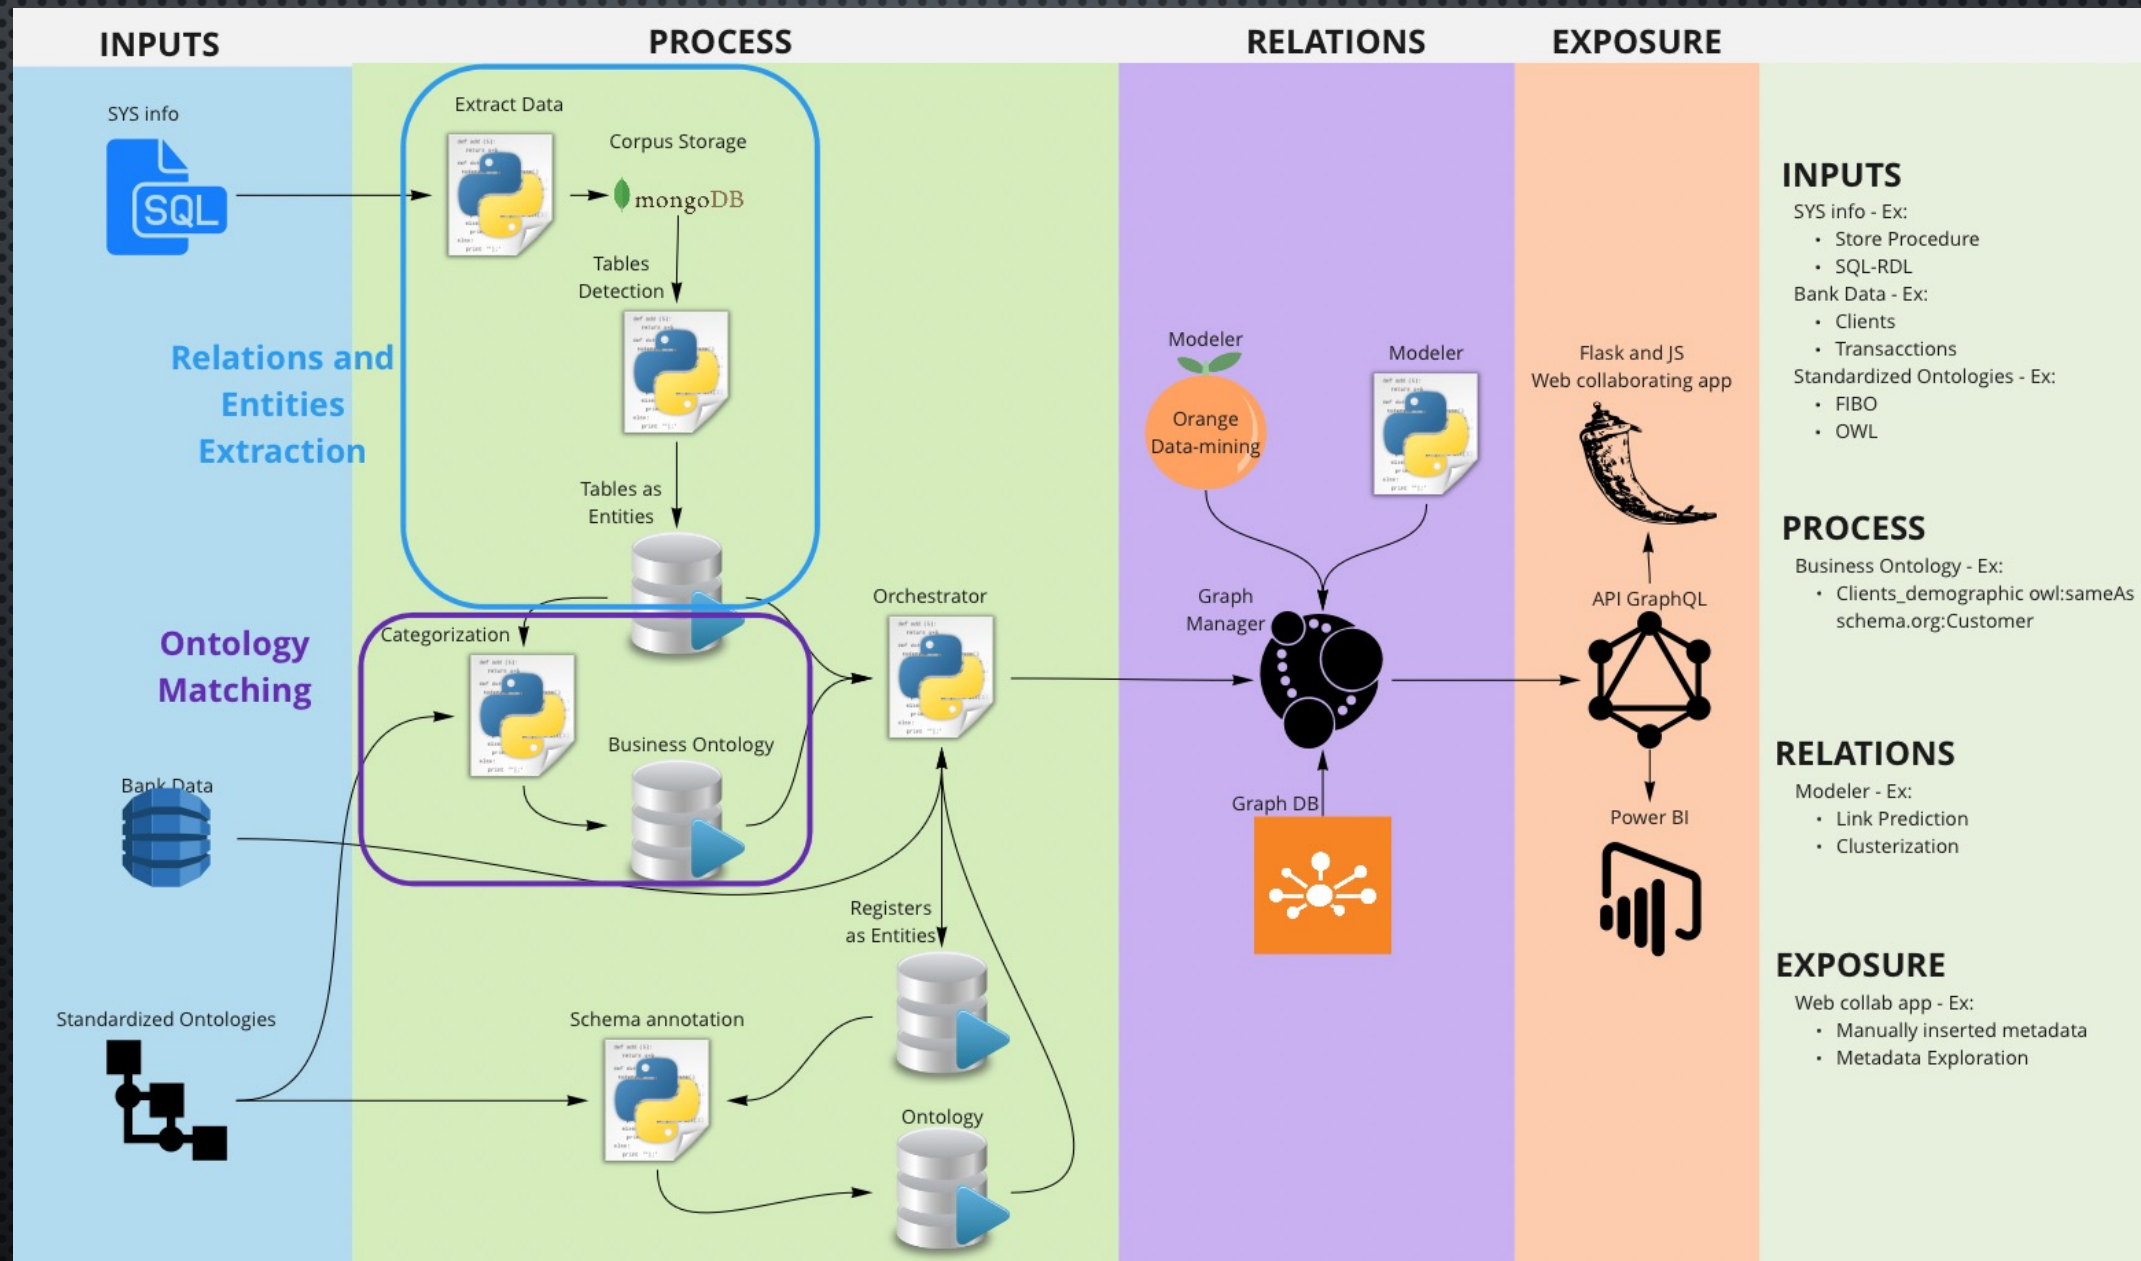 INPUTS
PROCESS
RELATIONS
EXPOSURE
SYS info
SQL
Extract Data
Corpus Storage
mongoDB
Tables
Detection
Relations and
Entities
Extraction
Tables as
Entities
Categorization
Ontology
Matching
Business Ontology
Bank Data
Orchestrator
Registers
as Entities
Standardized Ontologies
Schema annotation
Ontology
Modeler
Orange
Data-mining
Modeler
Graph
Manager
Graph DB
Flask and JS
Web collaborating app
API GraphQL
Power BI
INPUTS
SYS info - Ex:
• Store Procedure
• SQL-RDL
Bank Data - Ex:
• Clients
• Transacctions
Standardized Ontologies - Ex:
• FIBO
• OWL
PROCESS
Business Ontology - Ex:
• Clients_demographic owl:sameAs
schema.org:Customer
RELATIONS
Modeler - Ex:
• Link Prediction
• Clusterization
EXPOSURE
Web collab app - Ex:
• Manually inserted metadata
• Metadata Exploration